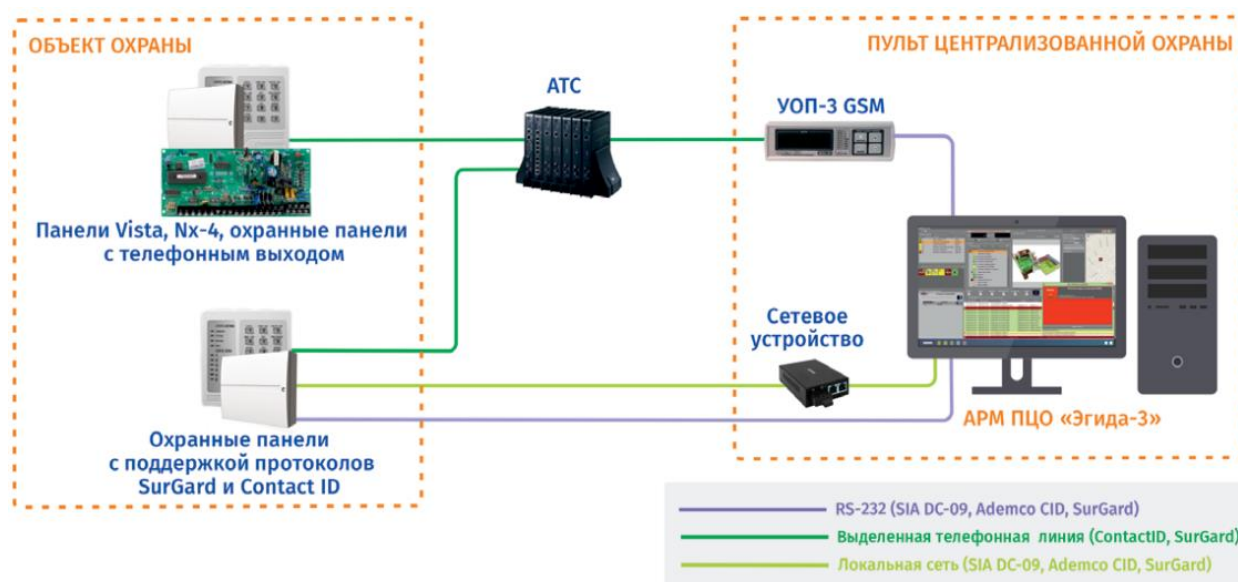 ОБЪЕКТ ОХРАНЫ
ПУЛЬТ ЦЕНТРАЛИЗОВАННОЙ ОХРАНЫ
АТС
УОП-3 GSM
Панели Vista, Nx-4, охранные панели
с телефонным выходом
Сетевое
устройство
АРМ ПЦО «Эгида-3»
Охранные панели
с поддержкой протоколов
SurGard и Contact ID
RS-232 (SIA DC-09, Ademco CID, SurGard)
Выделенная телефонная линия (ContactID, SurGard)
Локальная сеть (SIA DC-09, Ademco CID, SurGard)